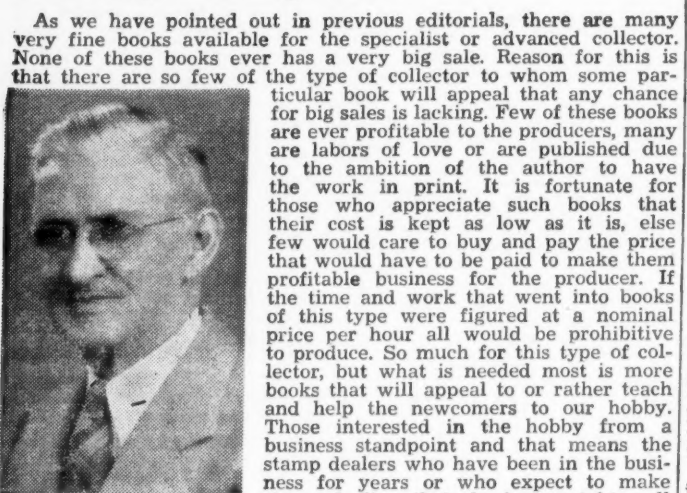 As we have pointed out in previous editorials, there are many
very fine books available for the specialist or advanced collector.
None of these books ever has a very big sale. Reason for this is
that there are so few of the type of collector to whom some par-
ticular book will appeal that any chance
for big sales is lacking. Few of these books
are ever profitable to the producers, many
are labors of love or are published due
to the ambition of the author to have
the work in print. It is fortunate for
those who appreciate such books that
their cost is kept as low as it is, else
few would care to buy and pay the price
that would have to be paid to make them
profitable business for the producer. If
the time and work that went into books
of this type were figured at a nominal
price per hour all would be prohibitive
to produce. So much for this type of col-
lector, but what is needed most is more
books that will appeal to or rather teach
and help the newcomers to our hobby.
Those interested in the hobby from a
business standpoint and that means the
stamp dealers who have been in the busi-
ness for years or who expect to make